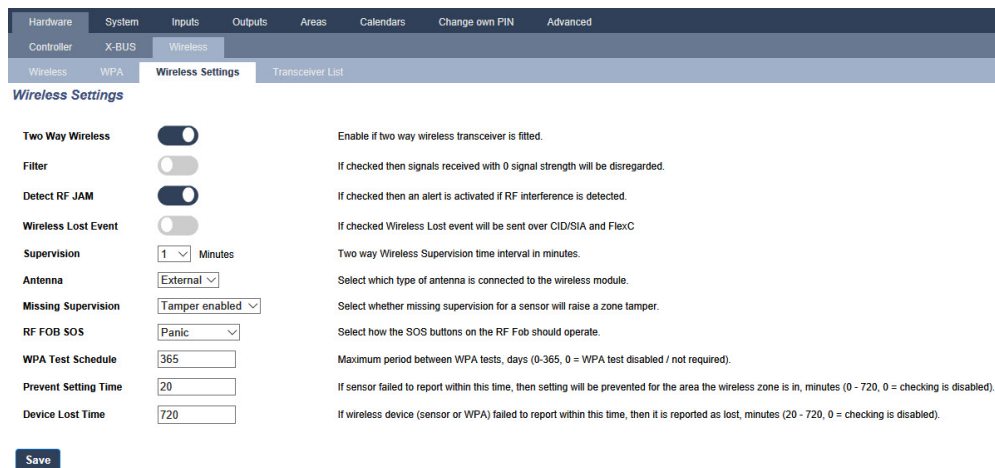 Hardware System Inputs Outputs Areas Calendars Change own PIN Advanced
Controller X-BUS Wireless
Wireless WPA Wireless Settings Transceiver List
Wireless Settings
Two Way Wireless Enable if two way wireless transceiver is fitted.
Filter If checked then signals received with 0 signal strength will be disregarded.
Detect RF JAM If checked then an alert is activated if RF interference is detected.
Wireless Lost Event If checked Wireless Lost event will be sent over CID/SIA and FlexC
Supervision 1 Minutes Two way Wireless Supervision time interval in minutes.
Antenna External Select which type of antenna is connected to the wireless module.
Missing Supervision Tamper enabled Select whether missing supervision for a sensor will raise a zone tamper.
RF FOB SOS Panic Select how the SOS buttons on the RF Fob should operate.
WPA Test Schedule 365 Maximum period between WPA tests, days (0-365, 0 = WPA test disabled / not required).
Prevent Setting Time 20 If sensor failed to report within this time, then setting will be prevented for the area the wireless zone is in, minutes (0 - 720, 0 = checking is disabled).
Device Lost Time 720 If wireless device (sensor or WPA) failed to report within this time, then it is reported as lost, minutes (20 - 720, 0 = checking is disabled).
Save